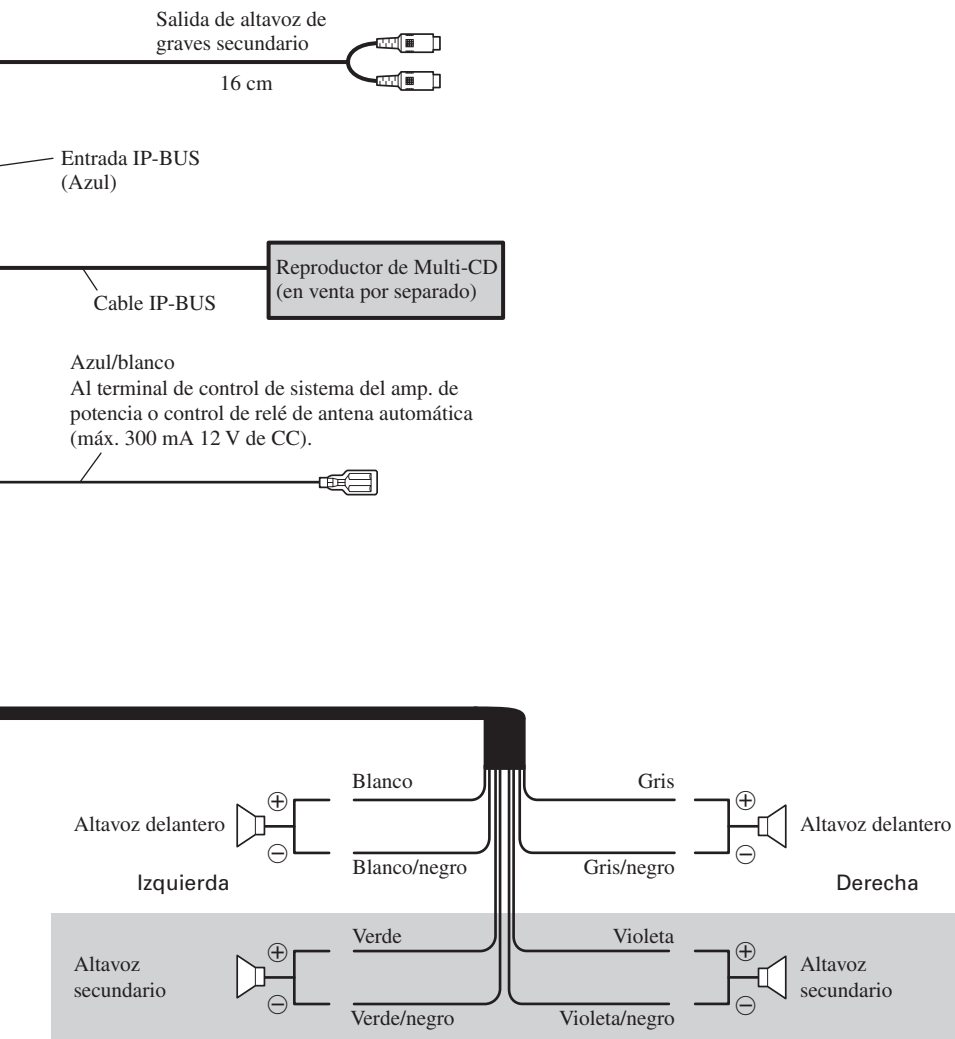 Salida de altavoz de
graves secundario
16 cm
Entrada IP-BUS
(Azul)
Reproductor de Multi-CD
(en venta por separado)
Cable IP-BUS
Azul/blanco
Al terminal de control de sistema del amp. de
potencia o control de relé de antena automática
(máx. 300 mA 12 V de CC).
Blanco
Gris
⊕
⊕
Altavoz delantero
Altavoz delantero
⊖
⊖
Blanco/negro
Gris/negro
Izquierda
Derecha
Verde
Violeta
⊕
⊕
Altavoz
secundario
Altavoz
secundario
⊖
⊖
Verde/negro
Violeta/negro